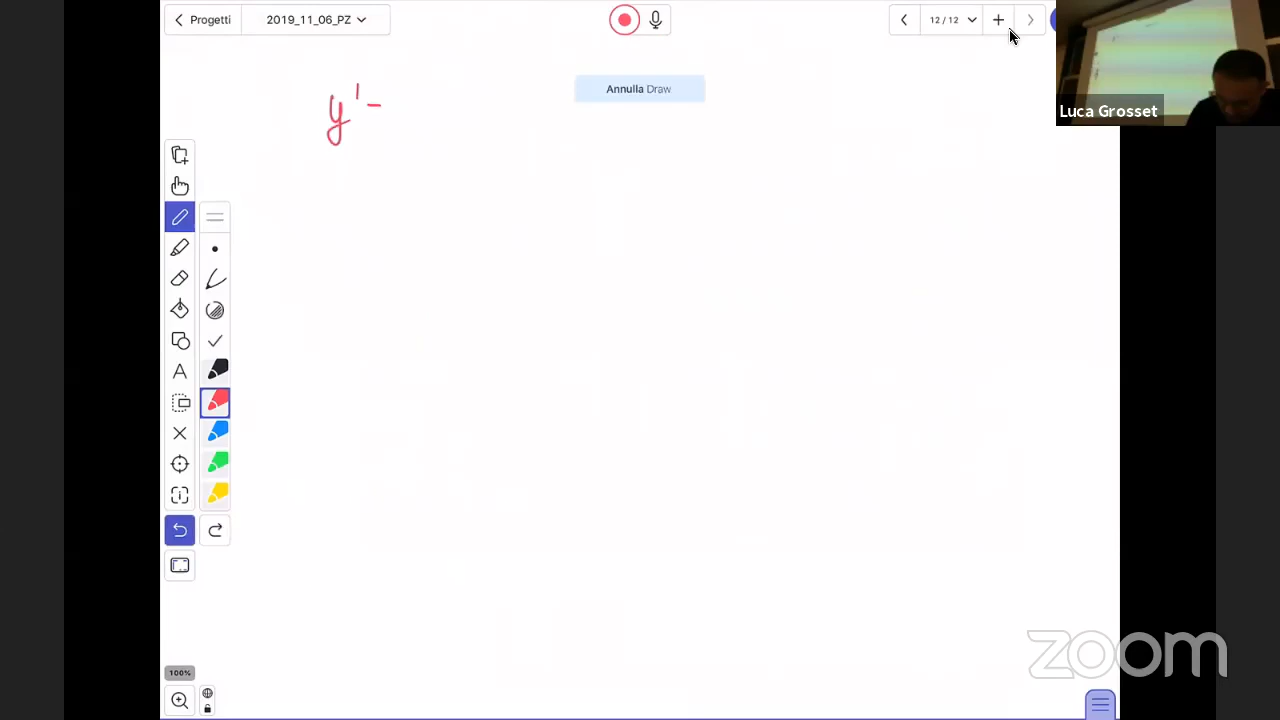 Progetti
2019_11_06_PZ
12 / 12
Luca Grosset
Annulla Draw
y' -
A
100%
zoom